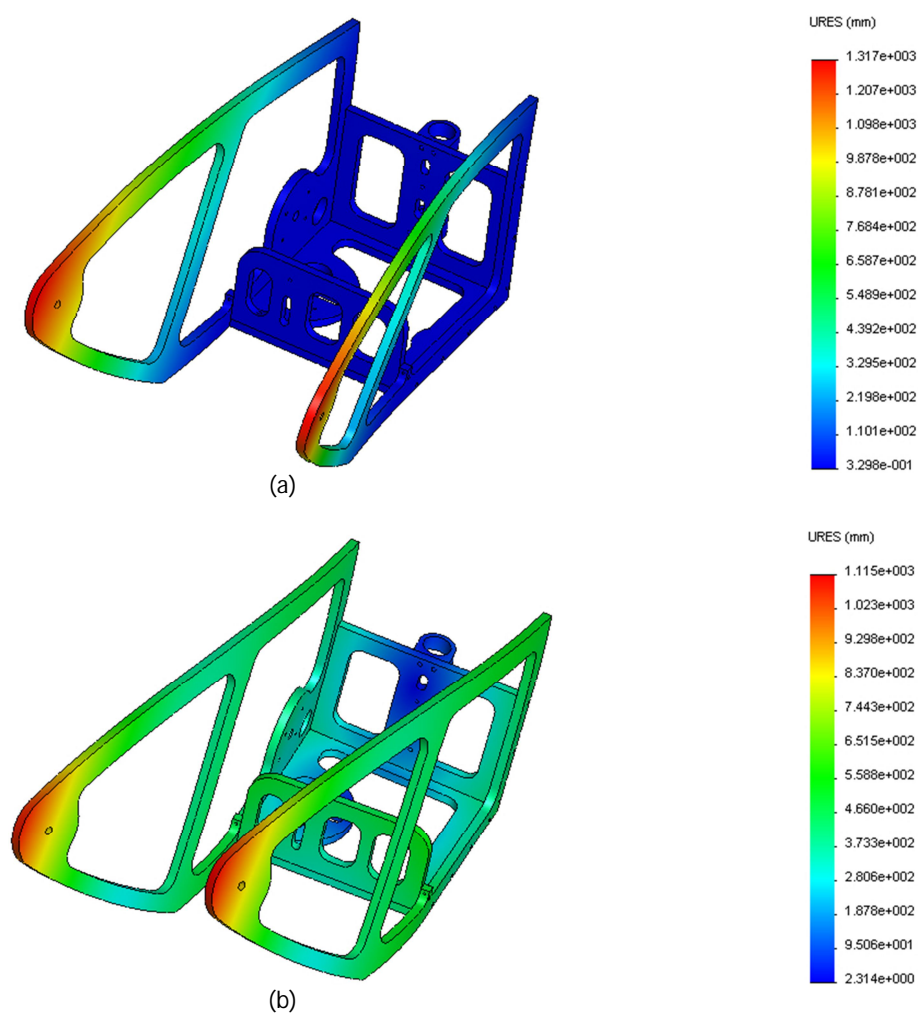 URES (mm)
1.317e+003
1.207e+003
1.098e+003
9.878e+002
8.781e+002
7.684e+002
6.587e+002
5.489e+002
4.392e+002
3.295e+002
2.198e+002
1.101e+002
3.298e-001
(a)
URES (mm)
1.115e+003
1.023e+003
9.298e+002
8.370e+002
7.443e+002
6.515e+002
5.588e+002
4.660e+002
3.733e+002
2.806e+002
1.878e+002
9.506e+001
2.314e+000
(b)